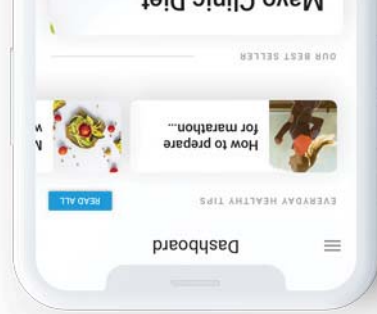 Dashboard
EVERYDAY HEALTHY TIPS
READ ALL
How to prepare
for marathon...
M
w
OUR BEST SELLER
Mayo Clinic Diet